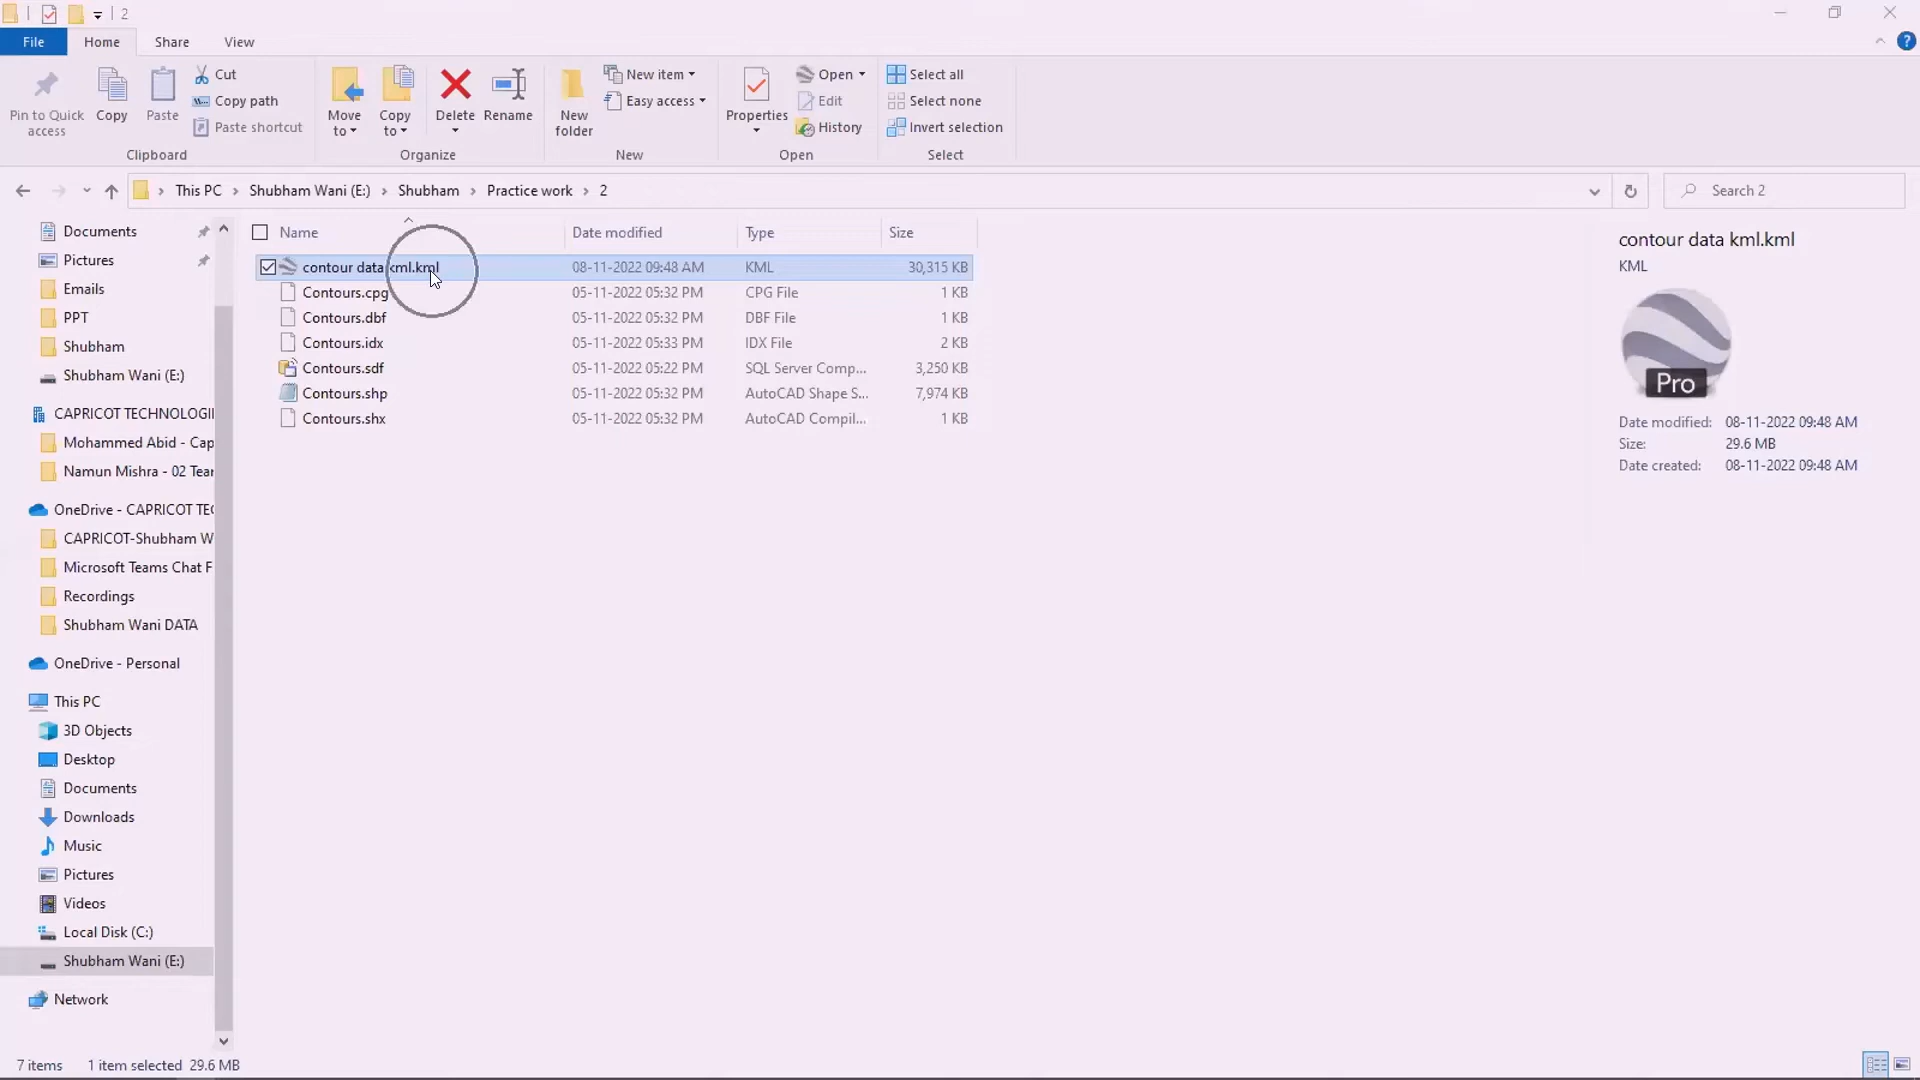 2
File Home Share View
Pin to Quick access
Copy
Paste
Cut
Copy path
Paste shortcut
Clipboard
Move to
Copy to
Delete
Rename
Organize
New folder
New item
Easy access
New
Properties
Open
Edit
History
Open
Select all
Select none
Invert selection
Select
This PC Shubham Wani (E:) Shubham Practice work 2
Search 2
Documents
Pictures
Emails
PPT
Shubham
Shubham Wani (E:)
CAPRICOT TECHNOLOGI
Mohammed Abid - Cap
Namun Mishra - 02 Tear
OneDrive - CAPRICOT TEC
CAPRICOT-Shubham W
Microsoft Teams Chat F
Recordings
Shubham Wani DATA
OneDrive - Personal
This PC
3D Objects
Desktop
Documents
Downloads
Music
Pictures
Videos
Local Disk (C:)
Shubham Wani (E:)
Network
Name Date modified Type Size
contour data kml.kml 08-11-2022 09:48 AM KML 30,315 KB
Contours.cpg 05-11-2022 05:32 PM CPG File 1 KB
Contours.dbf 05-11-2022 05:32 PM DBF File 1 KB
Contours.idx 05-11-2022 05:33 PM IDX File 2 KB
Contours.sdf 05-11-2022 05:22 PM SQL Server Comp... 3,250 KB
Contours.shp 05-11-2022 05:32 PM AutoCAD Shape S... 7,974 KB
Contours.shx 05-11-2022 05:32 PM AutoCAD Compil... 1 KB
contour data kml.kml
KML
Pro
Date modified: 08-11-2022 09:48 AM
Size: 29.6 MB
Date created: 08-11-2022 09:48 AM
7 items 1 item selected 29.6 MB